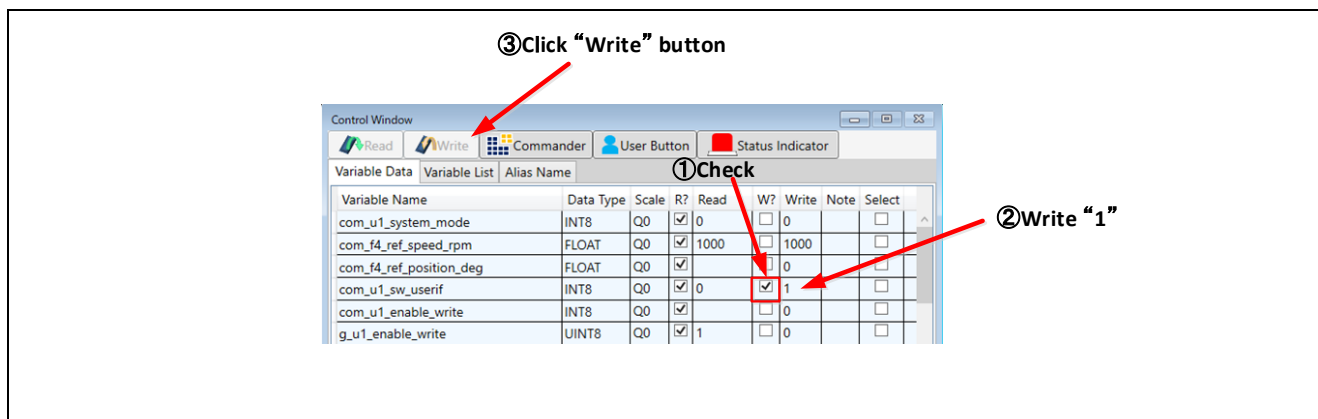 ③Click “Write” button
Control Window
Read Write Commander User Button Status Indicator
Variable Data Variable List Alias Name
①Check
Variable Name Data Type Scale R? Read W? Write Note Select
com_u1_system_mode INT8 Q0 0 0
②Write “1”
com_f4_ref_speed_rpm FLOAT Q0 1000 1000
com_f4_ref_position_deg FLOAT Q0 0
com_u1_sw_userif INT8 Q0 0 1
com_u1_enable_write INT8 Q0 0
g_u1_enable_write UINT8 Q0 1 0